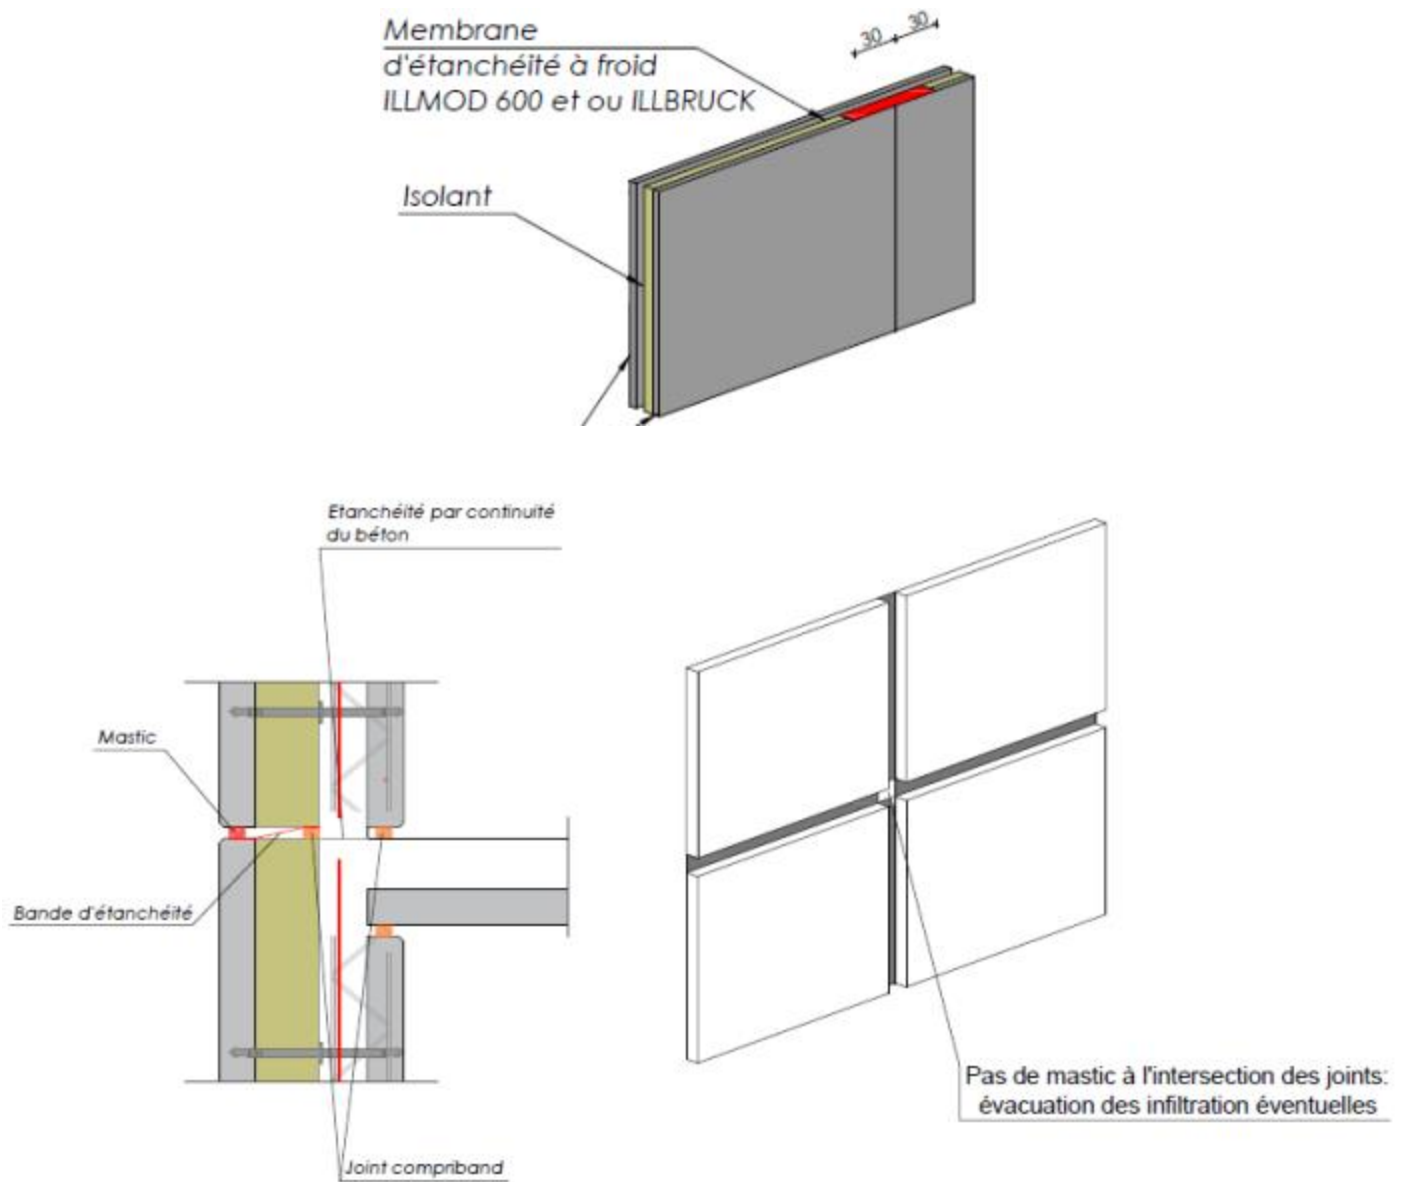 Membrane
d'étanchéité à froid
ILLMOD 600 et ou ILLBRUCK
30
30
Isolant
Etanchéité par continuité
du béton
Mastic
Bande d'étanchéité
Joint compriband
Pas de mastic à l'intersection des joints:
évacuation des infiltration éventuelles